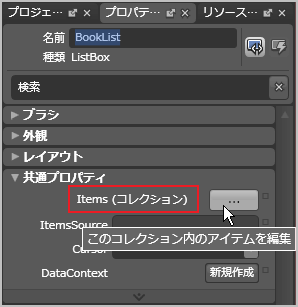 プロジェ...
プロパテ...
リソース...
名前 BookList
種類 ListBox
検索
ブラシ
外観
レイアウト
共通プロパティ
Items (コレクション) ...
ItemsSource
このコレクション内のアイテムを編集
Cursor
DataContext 新規作成